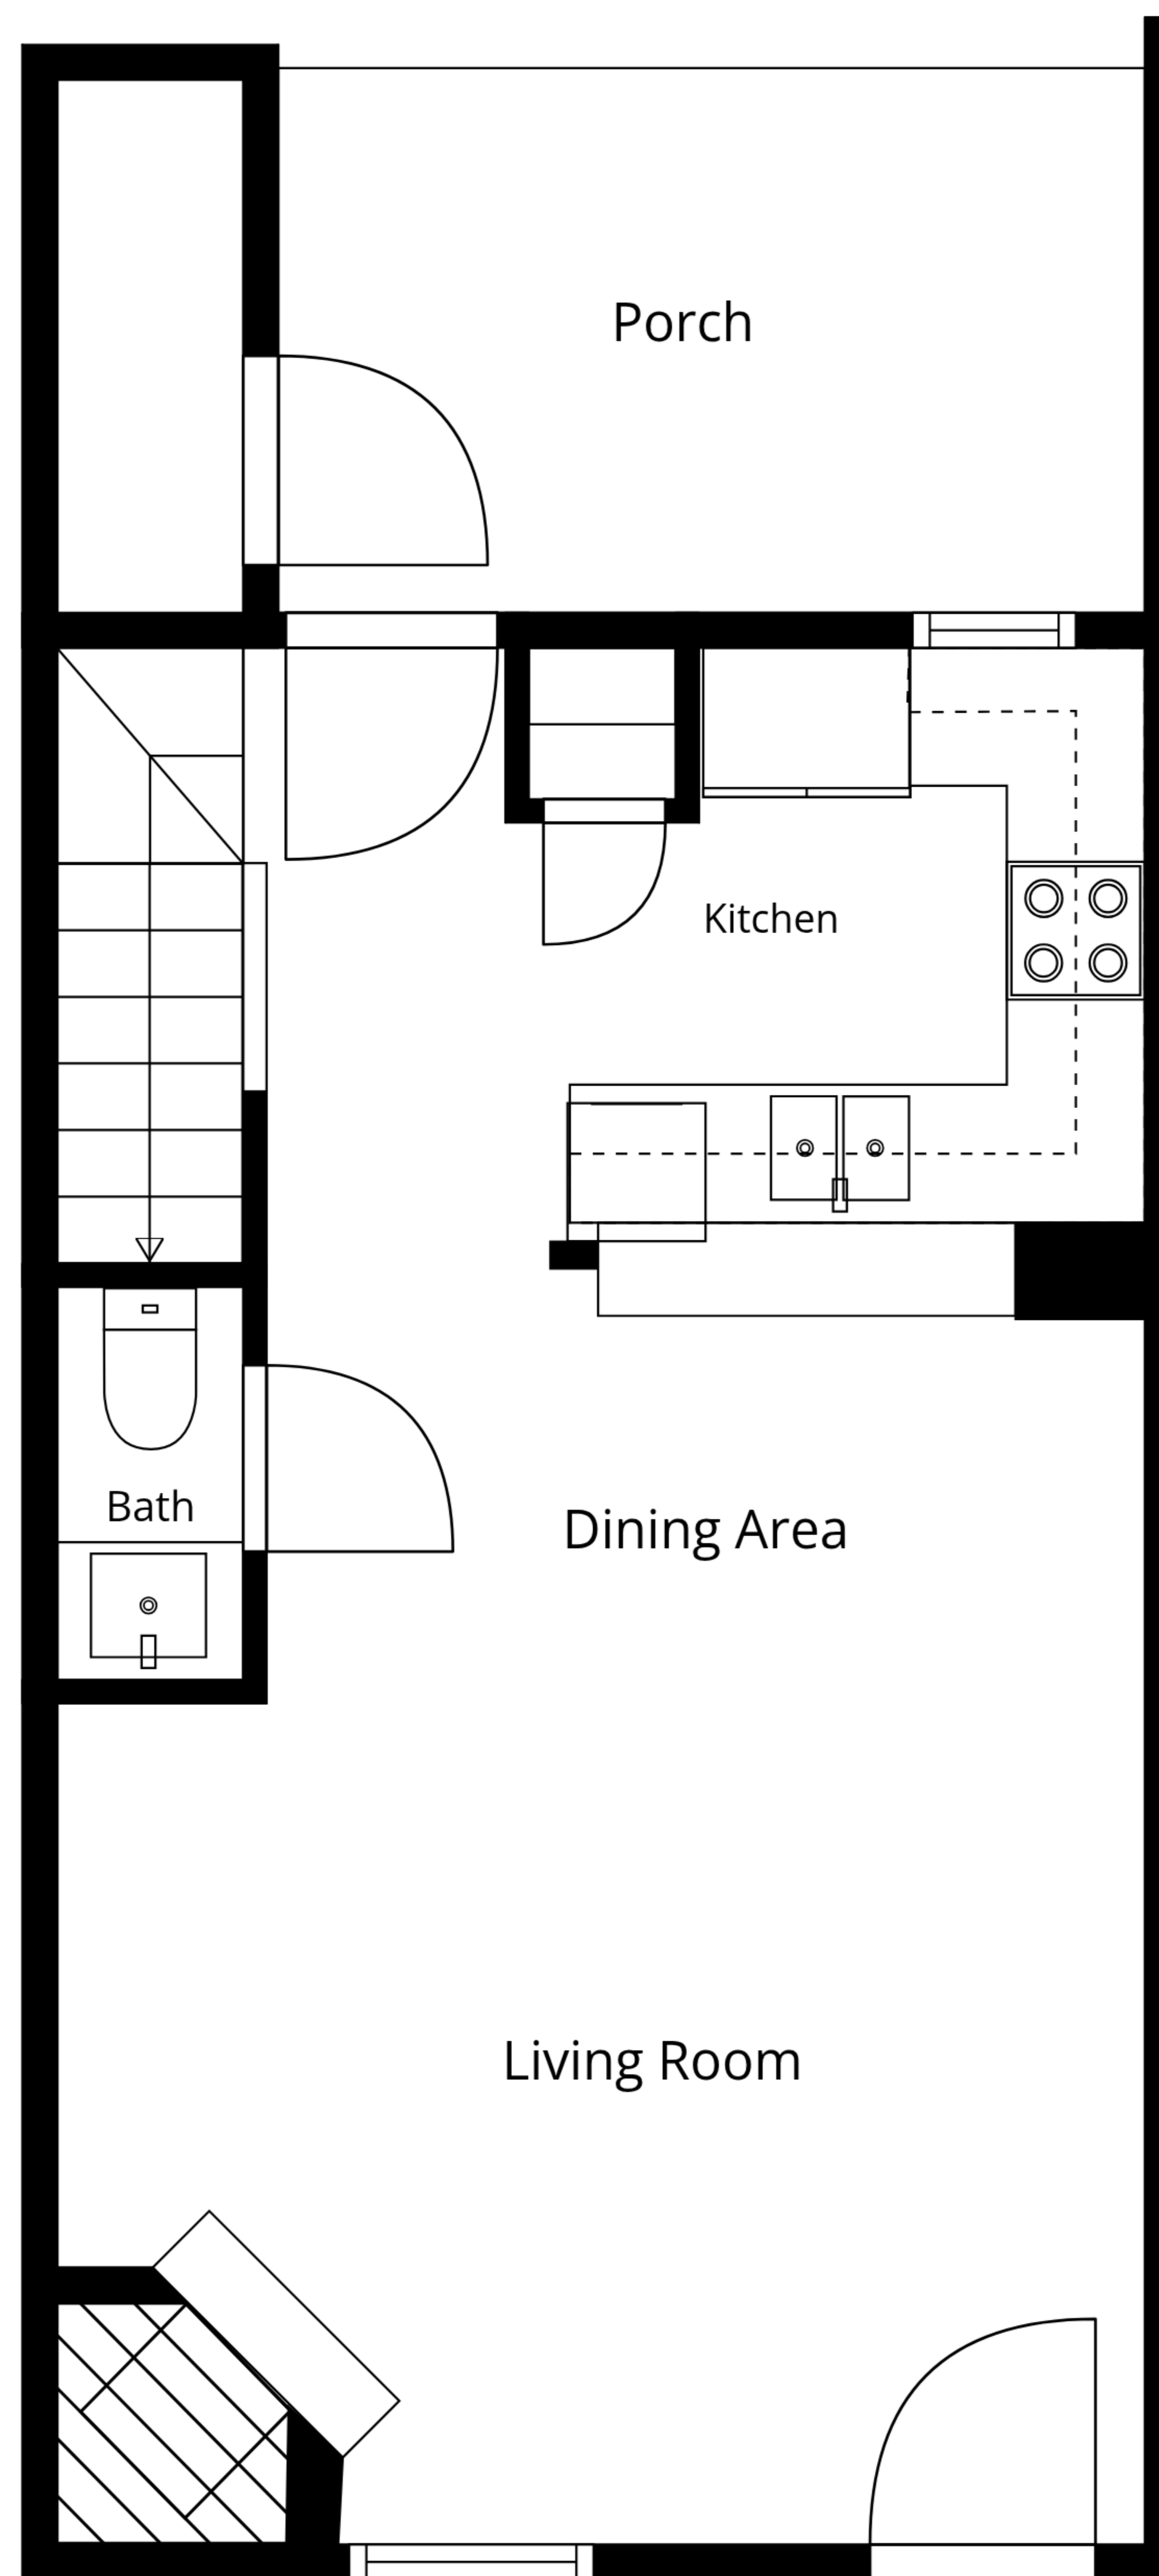 Porch
Kitchen
Bath
Dining Area
Living Room